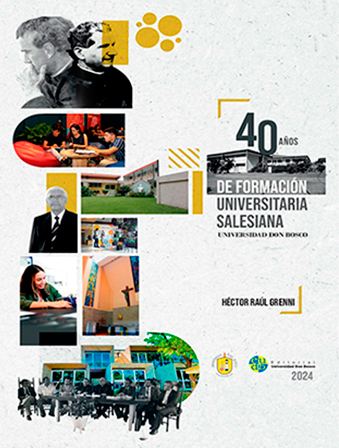 40 AÑOS
DE FORMACIÓN
UNIVERSITARIA
SALESIANA
UNIVERSIDAD DON BOSCO
HÉCTOR RAÚL GRENNI
Editorial
Universidad Don Bosco
2024